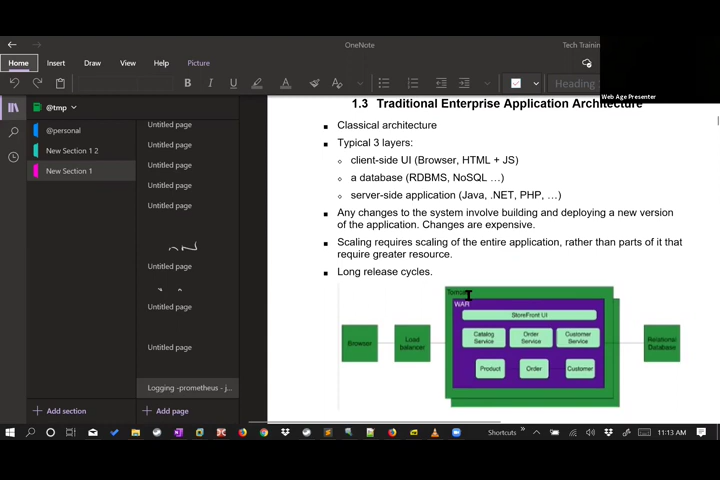 OneNote
Tech Trainin
Home Insert Draw View Help Picture
B I U A A Heading
Web Age Presenter
@tmp
@personal
New Section 1 2
New Section 1
Untitled page
Untitled page
Untitled page
Untitled page
Untitled page
Untitled page
Untitled page
Untitled page
Logging -prometheus - j...
+ Add section
+ Add page
1.3 Traditional Enterprise Application Architecture
■ Classical architecture
■ Typical 3 layers:
client-side UI (Browser, HTML + JS)
a database (RDBMS, NoSQL …)
server-side application (Java, .NET, PHP, …)
■ Any changes to the system involve building and deploying a new version
of the application. Changes are expensive.
■ Scaling requires scaling of the entire application, rather than parts of it that
require greater resource.
■ Long release cycles.
Tomcat
WAR
StoreFront UI
Catalog
Service
Order
Service
Customer
Service
Product
Order
Customer
Browser
Load
balancer
Relational
Database
Shortcuts
11:13 AM